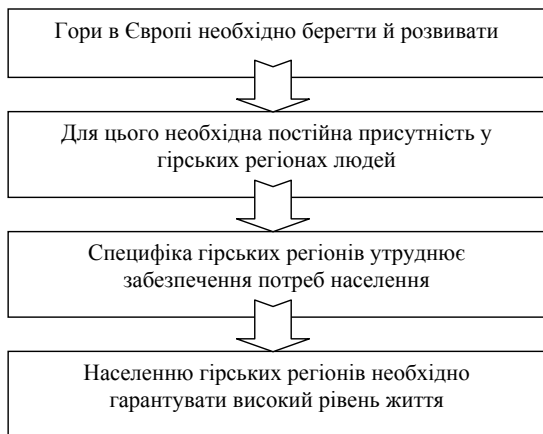 Гори в Європі необхідно берегти й розвивати
Для цього необхідна постійна присутність у
гірських регіонах людей
Специфіка гірських регіонів утруднює
забезпечення потреб населення
Населенню гірських регіонів необхідно
гарантувати високий рівень життя